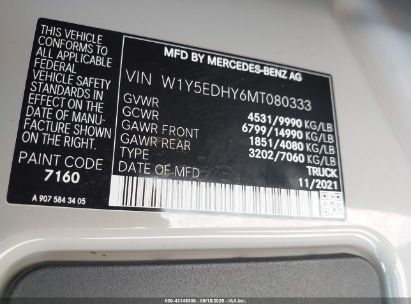 THIS VEHICLE
CONFORMS TO ALL
APPLICABLE FEDERAL
MOTOR VEHICLE SAFETY
STANDARDS IN
EFFECT ON THE
DATE OF MANU-
FACTURE SHOWN
ON THE RIGHT.
PAINT CODE
7160
A 907 584 34 05
MFD BY MERCEDES-BENZ AG
VIN W1Y5EDHY6MT080333
GVWR 4531/9990 KG/LB
GCWR 6799/14990 KG/LB
GAWR FRONT 1851/4080 KG/LB
GAWR REAR 3202/7060 KG/LB
TYPE TRUCK
DATE OF MFD 11/2021